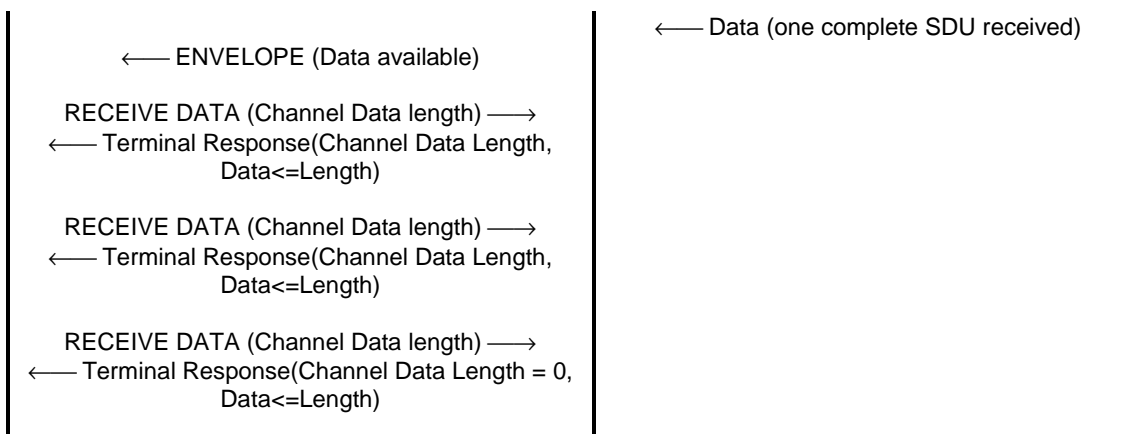 ⟵ Data (one complete SDU received)
⟵ ENVELOPE (Data available)
RECEIVE DATA (Channel Data length) ⟶
⟵ Terminal Response(Channel Data Length,
Data<=Length)
RECEIVE DATA (Channel Data length) ⟶
⟵ Terminal Response(Channel Data Length,
Data<=Length)
RECEIVE DATA (Channel Data length) ⟶
⟵ Terminal Response(Channel Data Length = 0,
Data<=Length)